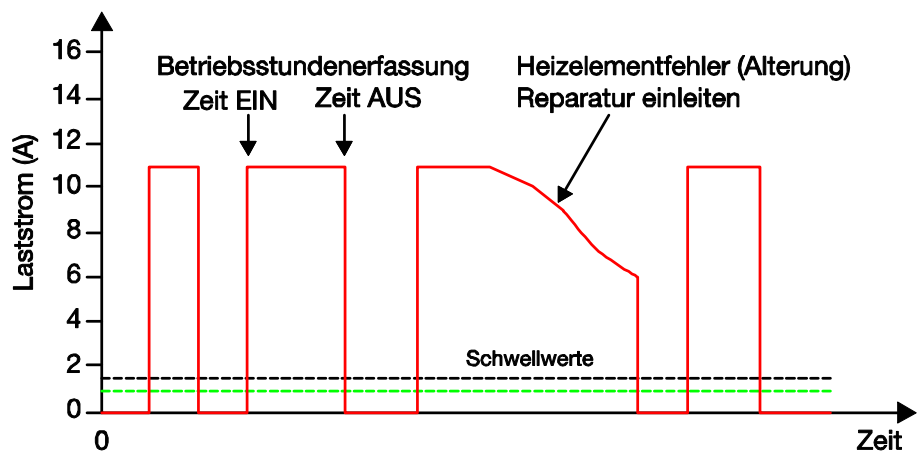 16
Betriebsstundenerfassung
Heizelementfehler (Alterung)
14
Zeit EIN
Zeit AUS
Reparatur einleiten
12
Laststrom (A)
10
8
6
4
2
Schwellwerte
0
0
Zeit